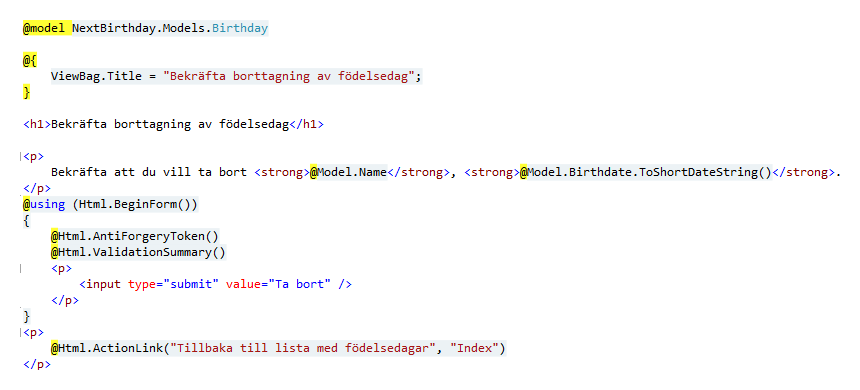 @model NextBirthday.Models.Birthday
@{
ViewBag.Title = "Bekräfta borttagning av födelsedag";
}
<h1>Bekräfta borttagning av födelsedag</h1>
<p>
Bekräfta att du vill ta bort <strong>@Model.Name</strong>, <strong>@Model.Birthdate.ToShortDateString()</strong>.
</p>
@using (Html.BeginForm())
{
@Html.AntiForgeryToken()
@Html.ValidationSummary()
<p>
<input type="submit" value="Ta bort" />
</p>
}
<p>
@Html.ActionLink("Tillbaka till lista med födelsedagar", "Index")
</p>